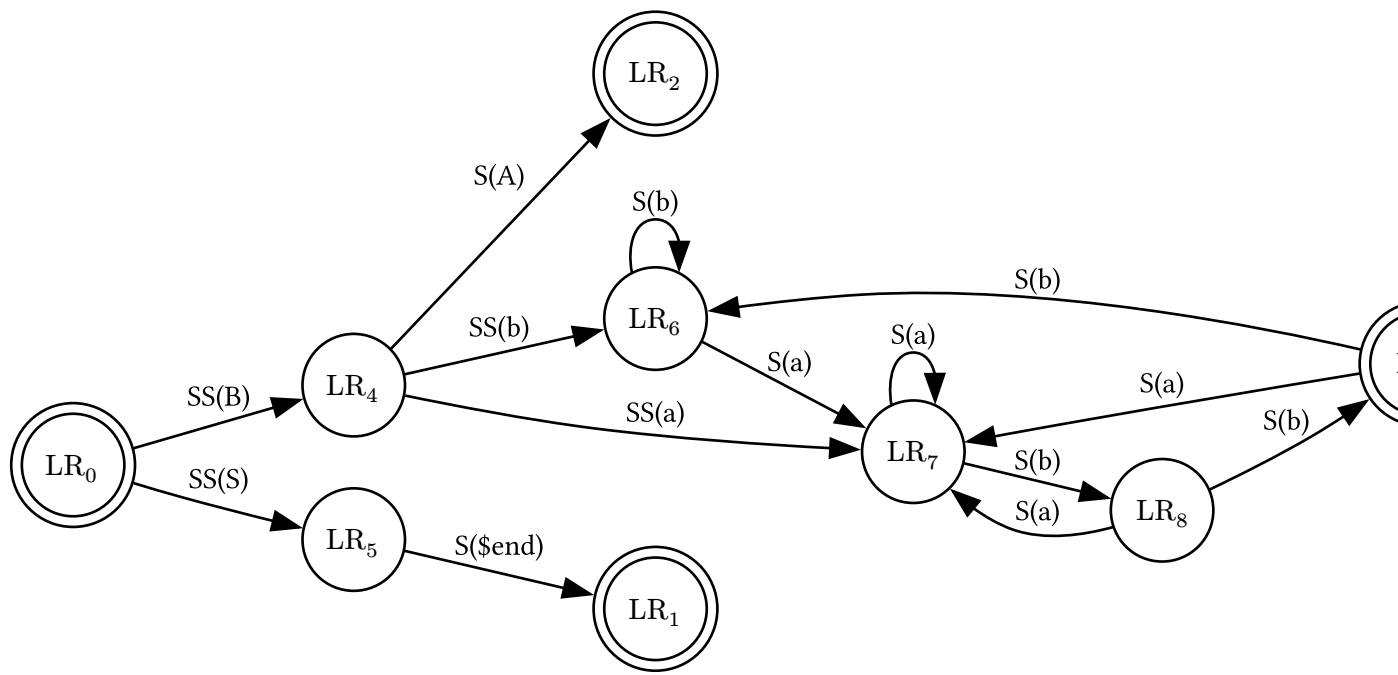 LR₂
S(A)
S(b)
S(b)
LR₆
SS(b)
S(a)
S(a)
LR₄
SS(B)
SS(a)
S(a)
S(b)
LR₀
LR₇
S(b)
SS(S)
S(a)
LR₈
LR₅
S($end)
LR₁